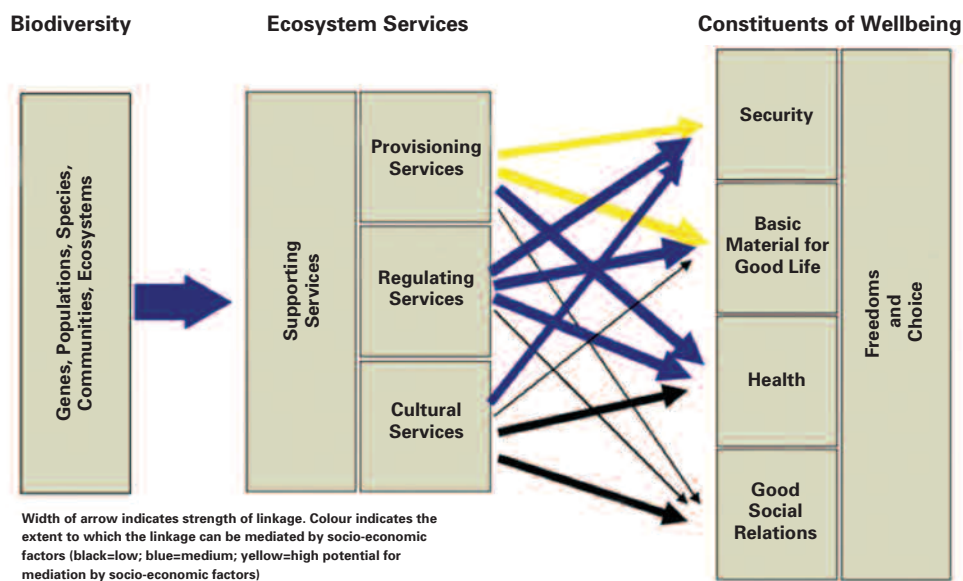 Biodiversity
Ecosystem Services
Constituents of Wellbeing
Genes, Populations, Species,
Communities, Ecosystems
Supporting
Services
Provisioning
Services
Regulating
Services
Cultural
Services
Security
Basic
Material for
Good Life
Health
Good
Social
Relations
Freedoms
and
Choice
Width of arrow indicates strength of linkage. Colour indicates the
extent to which the linkage can be mediated by socio-economic
factors (black=low; blue=medium; yellow=high potential for
mediation by socio-economic factors)